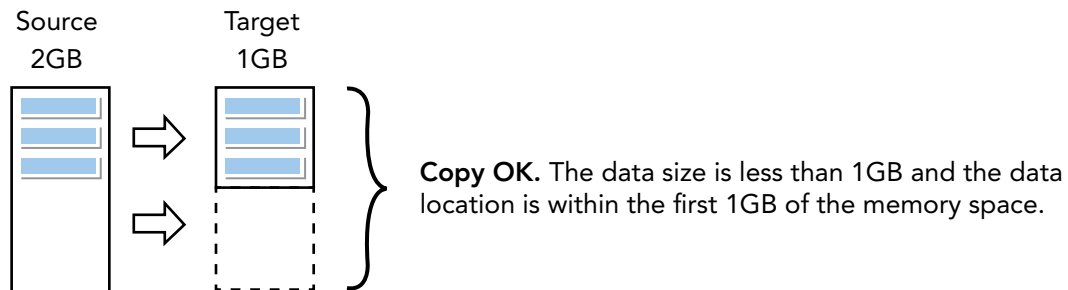 Source
2GB
Target
1GB
Copy OK. The data size is less than 1GB and the data
location is within the first 1GB of the memory space.